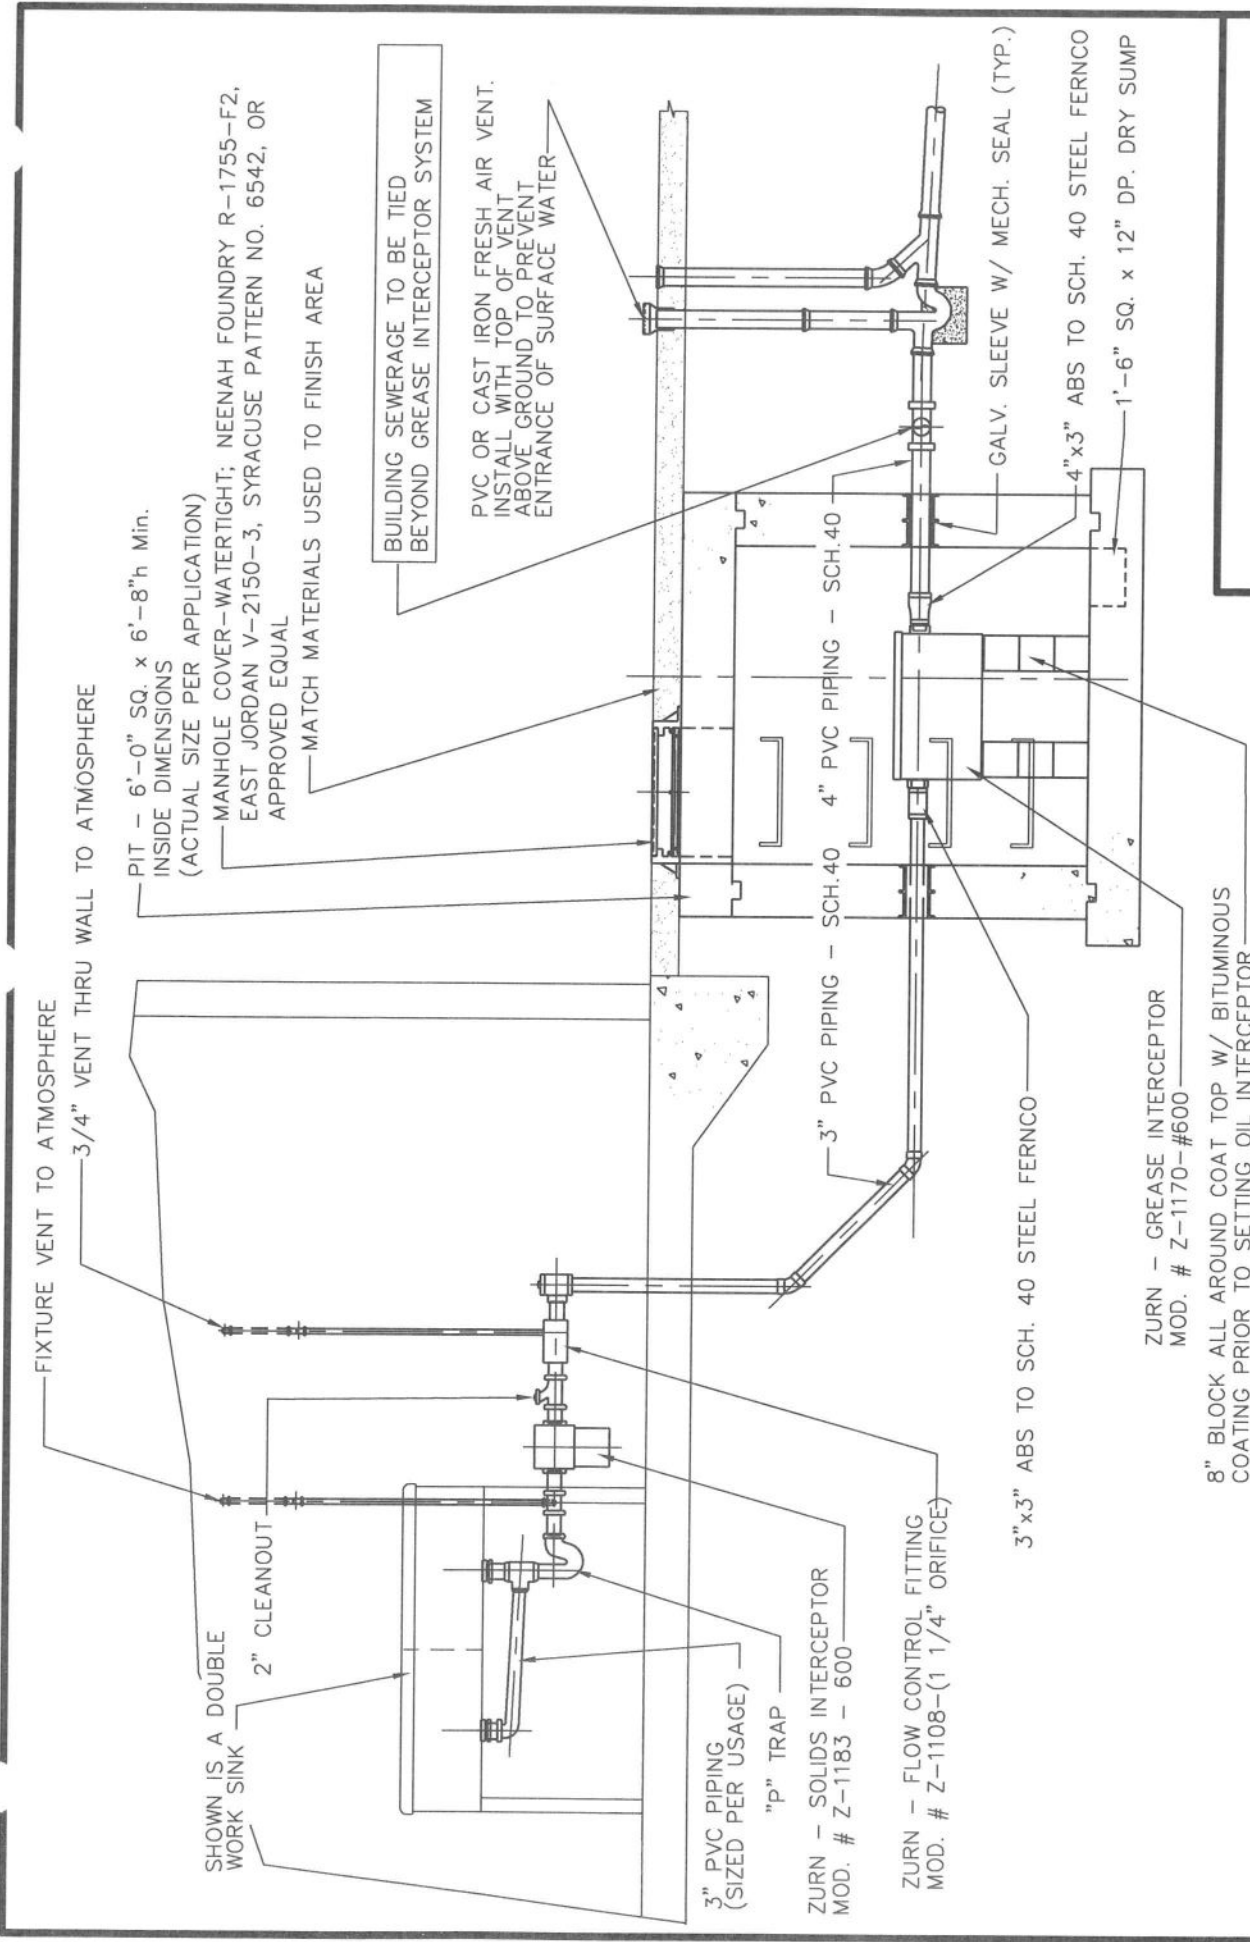 FIXTURE VENT TO ATMOSPHERE
3/4" VENT THRU WALL TO ATMOSPHERE
PIT – 6'-0" SQ. x 6'-8"h Min.
INSIDE DIMENSIONS
(ACTUAL SIZE PER APPLICATION)
MANHOLE COVER-WATERTIGHT; NEENAH FOUNDRY R-1755-F2,
EAST JORDAN V-2150-3, SYRACUSE PATTERN NO. 6542, OR
APPROVED EQUAL
MATCH MATERIALS USED TO FINISH AREA
BUILDING SEWERAGE TO BE TIED
BEYOND GREASE INTERCEPTOR SYSTEM
PVC OR CAST IRON FRESH AIR VENT.
INSTALL WITH TOP OF VENT
ABOVE GROUND TO PREVENT
ENTRANCE OF SURFACE WATER
SHOWN IS A DOUBLE
WORK SINK
2" CLEANOUT
3" PVC PIPING
(SIZED PER USAGE)
"P" TRAP
ZURN – SOLIDS INTERCEPTOR
MOD. # Z-1183 – 600
ZURN – FLOW CONTROL FITTING
MOD. # Z-1108-(1 1/4" ORIFICE)
3" PVC PIPING – SCH.40
4" PVC PIPING – SCH.40
GALV. SLEEVE W/ MECH. SEAL (TYP.)
3"x3" ABS TO SCH. 40 STEEL FERNCO
4"x3" ABS TO SCH. 40 STEEL FERNCO
1'-6" SQ. x 12" DP. DRY SUMP
ZURN – GREASE INTERCEPTOR
MOD. # Z-1170-#600
8" BLOCK ALL AROUND COAT TOP W/ BITUMINOUS
COATING PRIOR TO SETTING OIL INTERCEPTOR